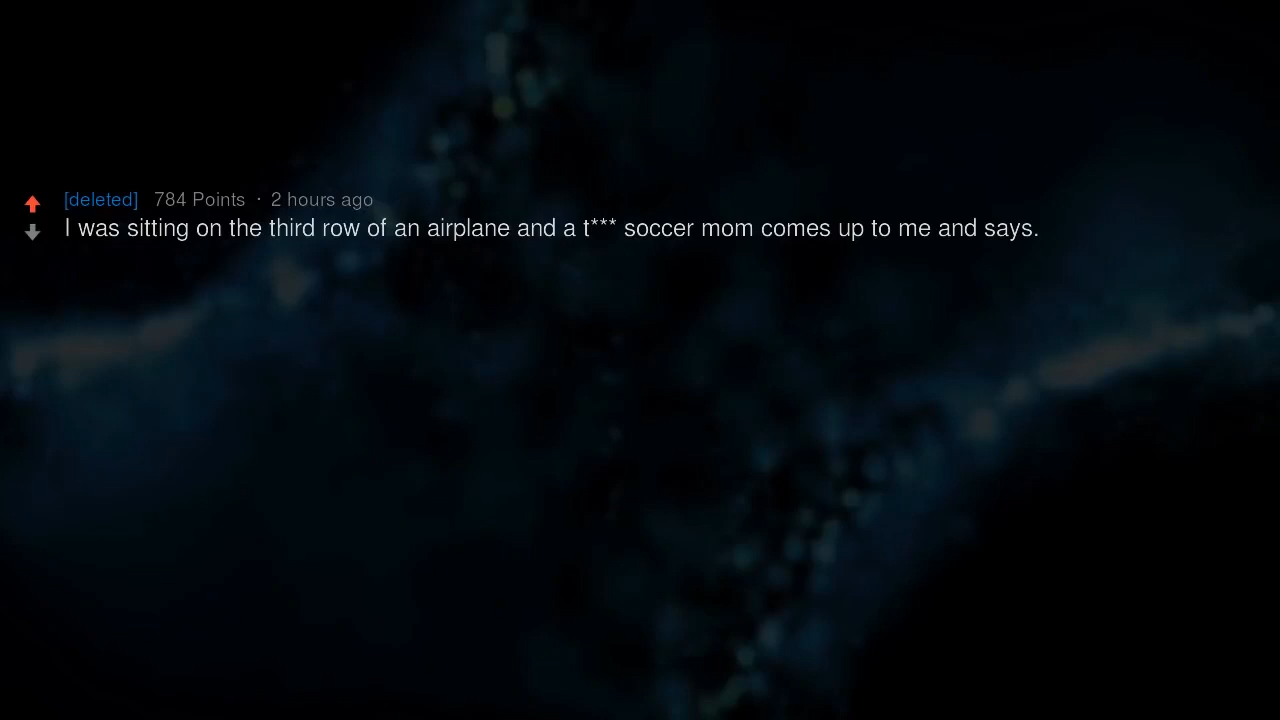 [deleted] 784 Points · 2 hours ago
I was sitting on the third row of an airplane and a t*** soccer mom comes up to me and says.